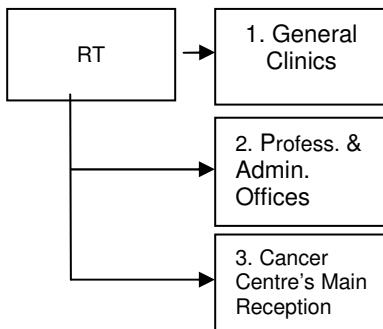 RT
1. General
Clinics
2. Profess. &
Admin.
Offices
3. Cancer
Centre's Main
Reception